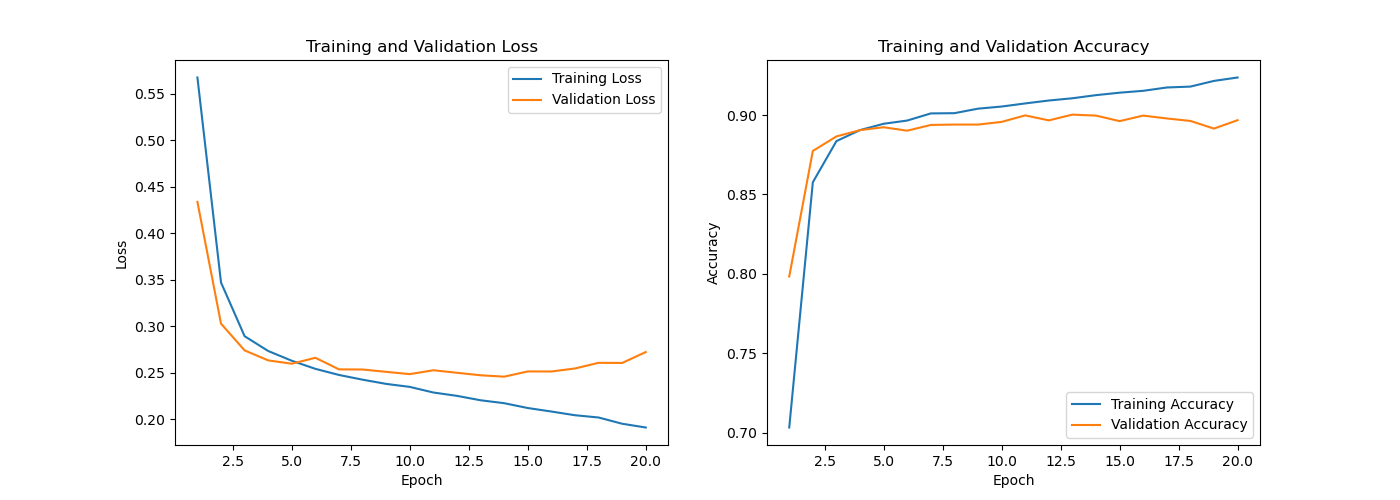 Training and Validation Loss
Loss
0.55
0.50
0.45
0.40
0.35
0.30
0.25
0.20
2.5 5.0 7.5 10.0 12.5 15.0 17.5 20.0
Epoch
Training Loss
Validation Loss
Training and Validation Accuracy
Accuracy
0.90
0.85
0.80
0.75
0.70
2.5 5.0 7.5 10.0 12.5 15.0 17.5 20.0
Epoch
Training Accuracy
Validation Accuracy